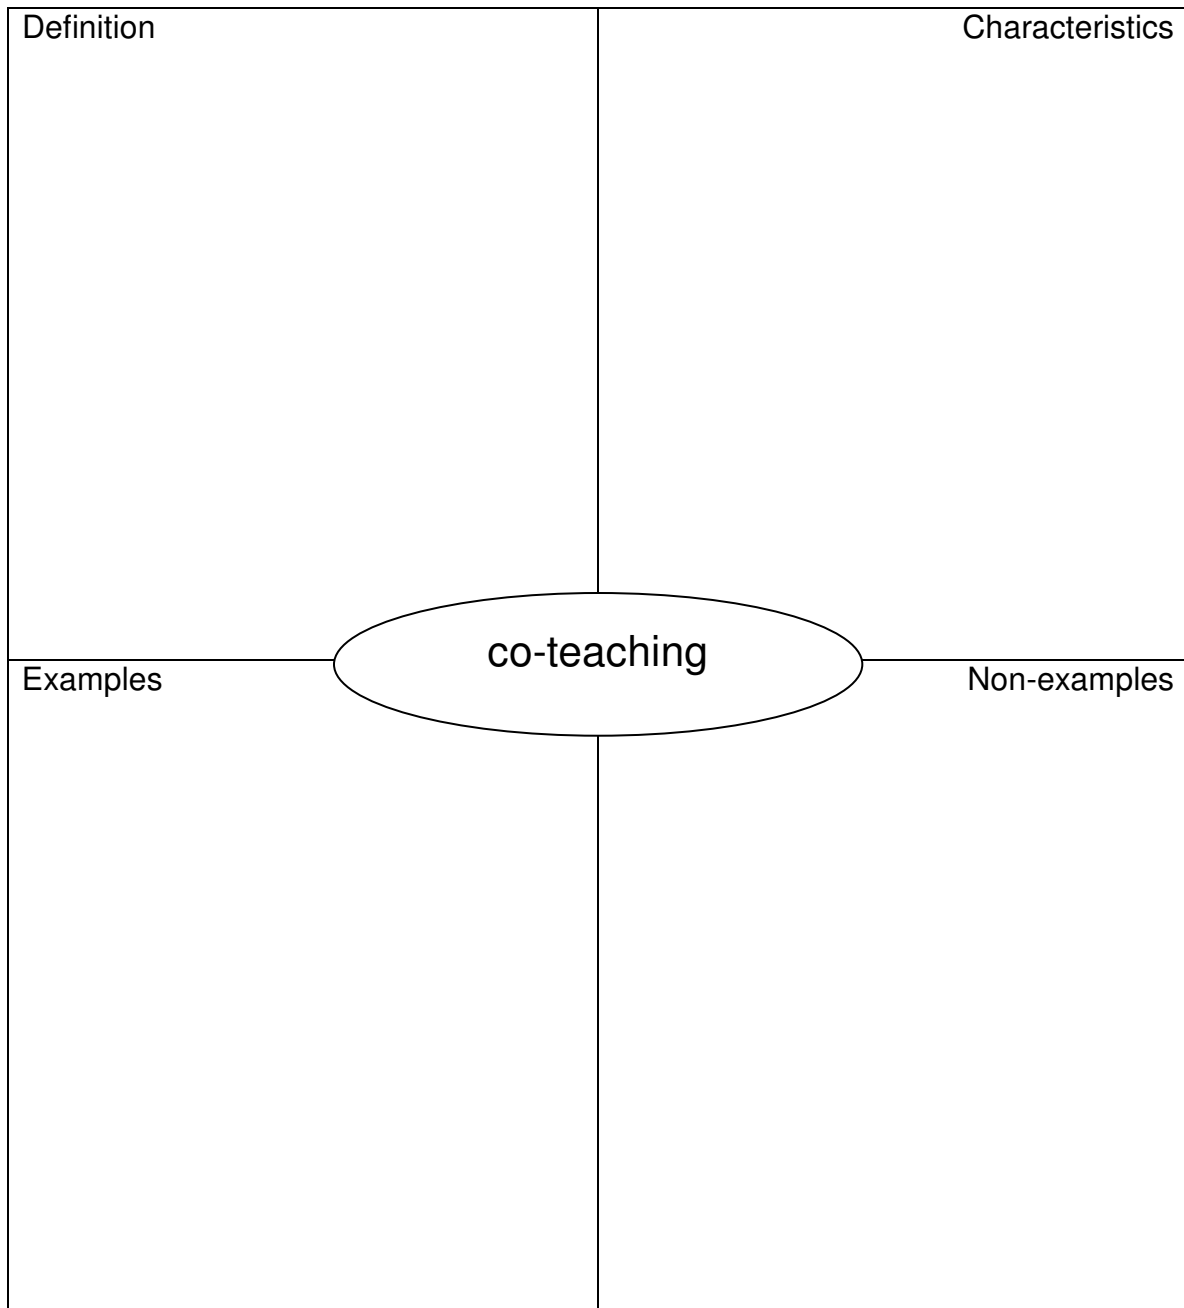 Definition
Characteristics
co-teaching
Examples
Non-examples